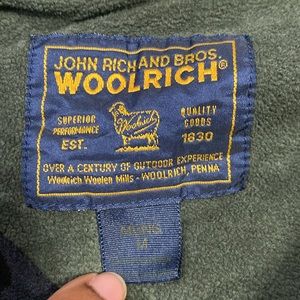 JOHN RICH AND BROS.
WOOLRICH®
SUPERIOR PERFORMANCE
EST.
Woolrich
QUALITY GOODS
1830
OVER A CENTURY OF OUTDOOR EXPERIENCE
Woolrich Woolen Mills - WOOLRICH, PENNA
MENS
M